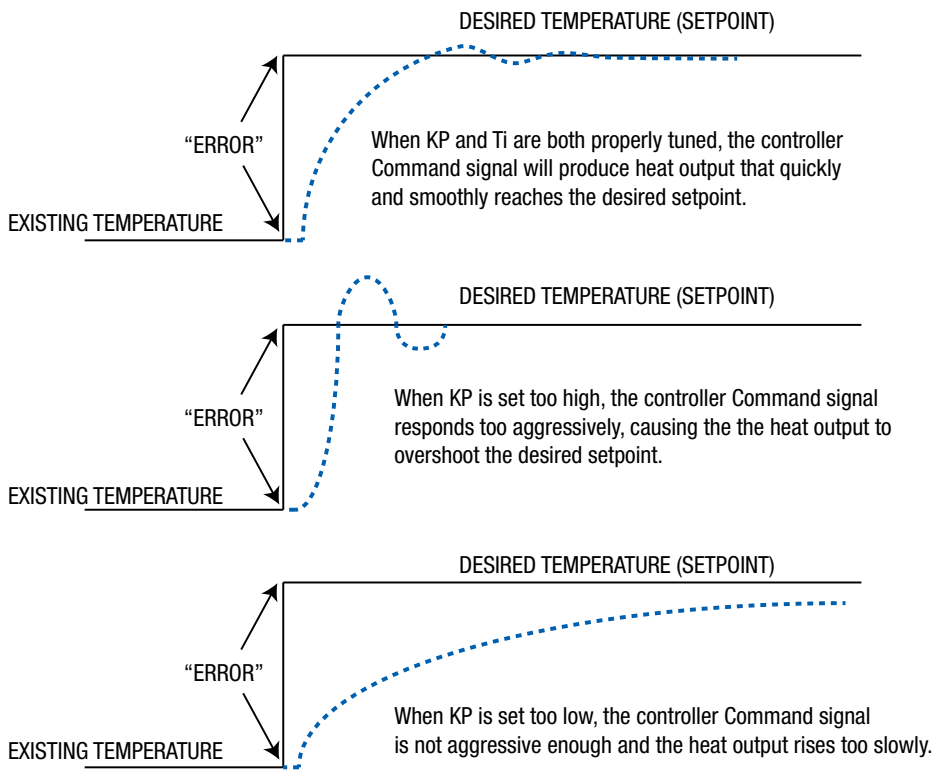 DESIRED TEMPERATURE (SETPOINT)
“ERROR”
When KP and Ti are both properly tuned, the controller
Command signal will produce heat output that quickly
and smoothly reaches the desired setpoint.
EXISTING TEMPERATURE
DESIRED TEMPERATURE (SETPOINT)
“ERROR”
When KP is set too high, the controller Command signal
responds too aggressively, causing the the heat output to
overshoot the desired setpoint.
EXISTING TEMPERATURE
DESIRED TEMPERATURE (SETPOINT)
“ERROR”
When KP is set too low, the controller Command signal
is not aggressive enough and the heat output rises too slowly.
EXISTING TEMPERATURE